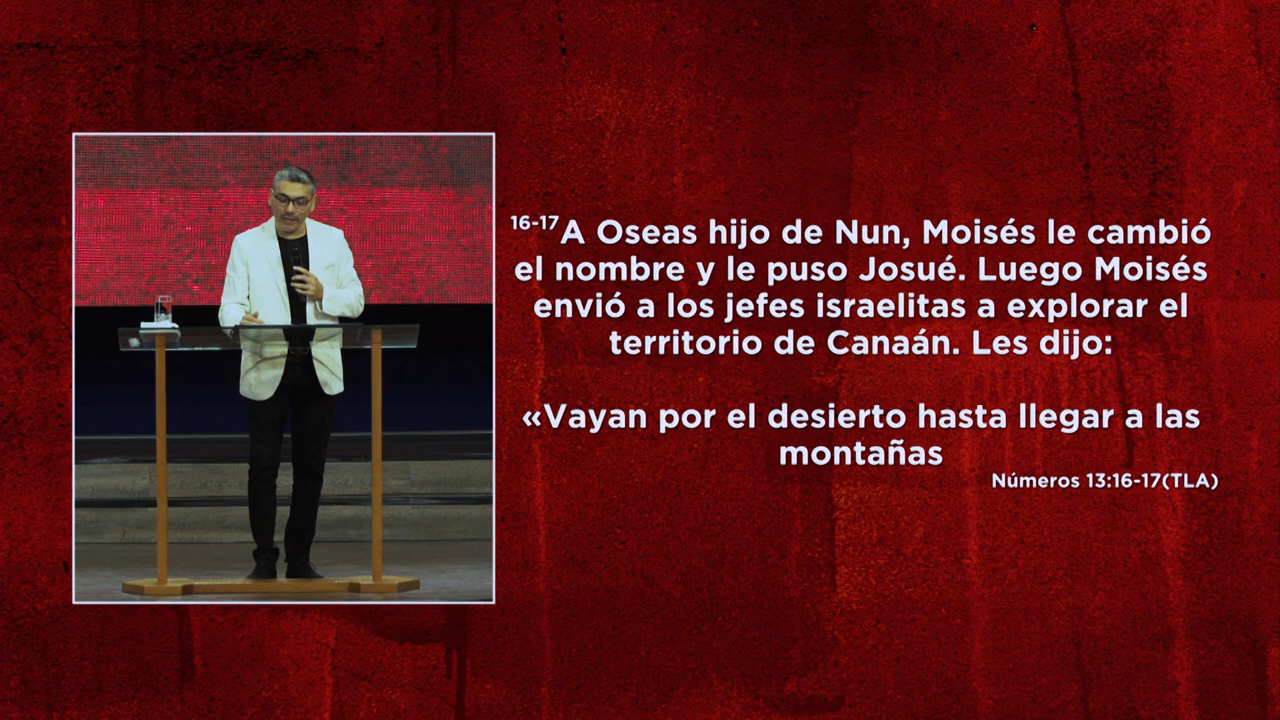 16-17A Oseas hijo de Nun, Moisés le cambió
el nombre y le puso Josué. Luego Moisés
envió a los jefes israelitas a explorar el
territorio de Canaán. Les dijo:
«Vayan por el desierto hasta llegar a las
montañas
Números 13:16-17(TLA)